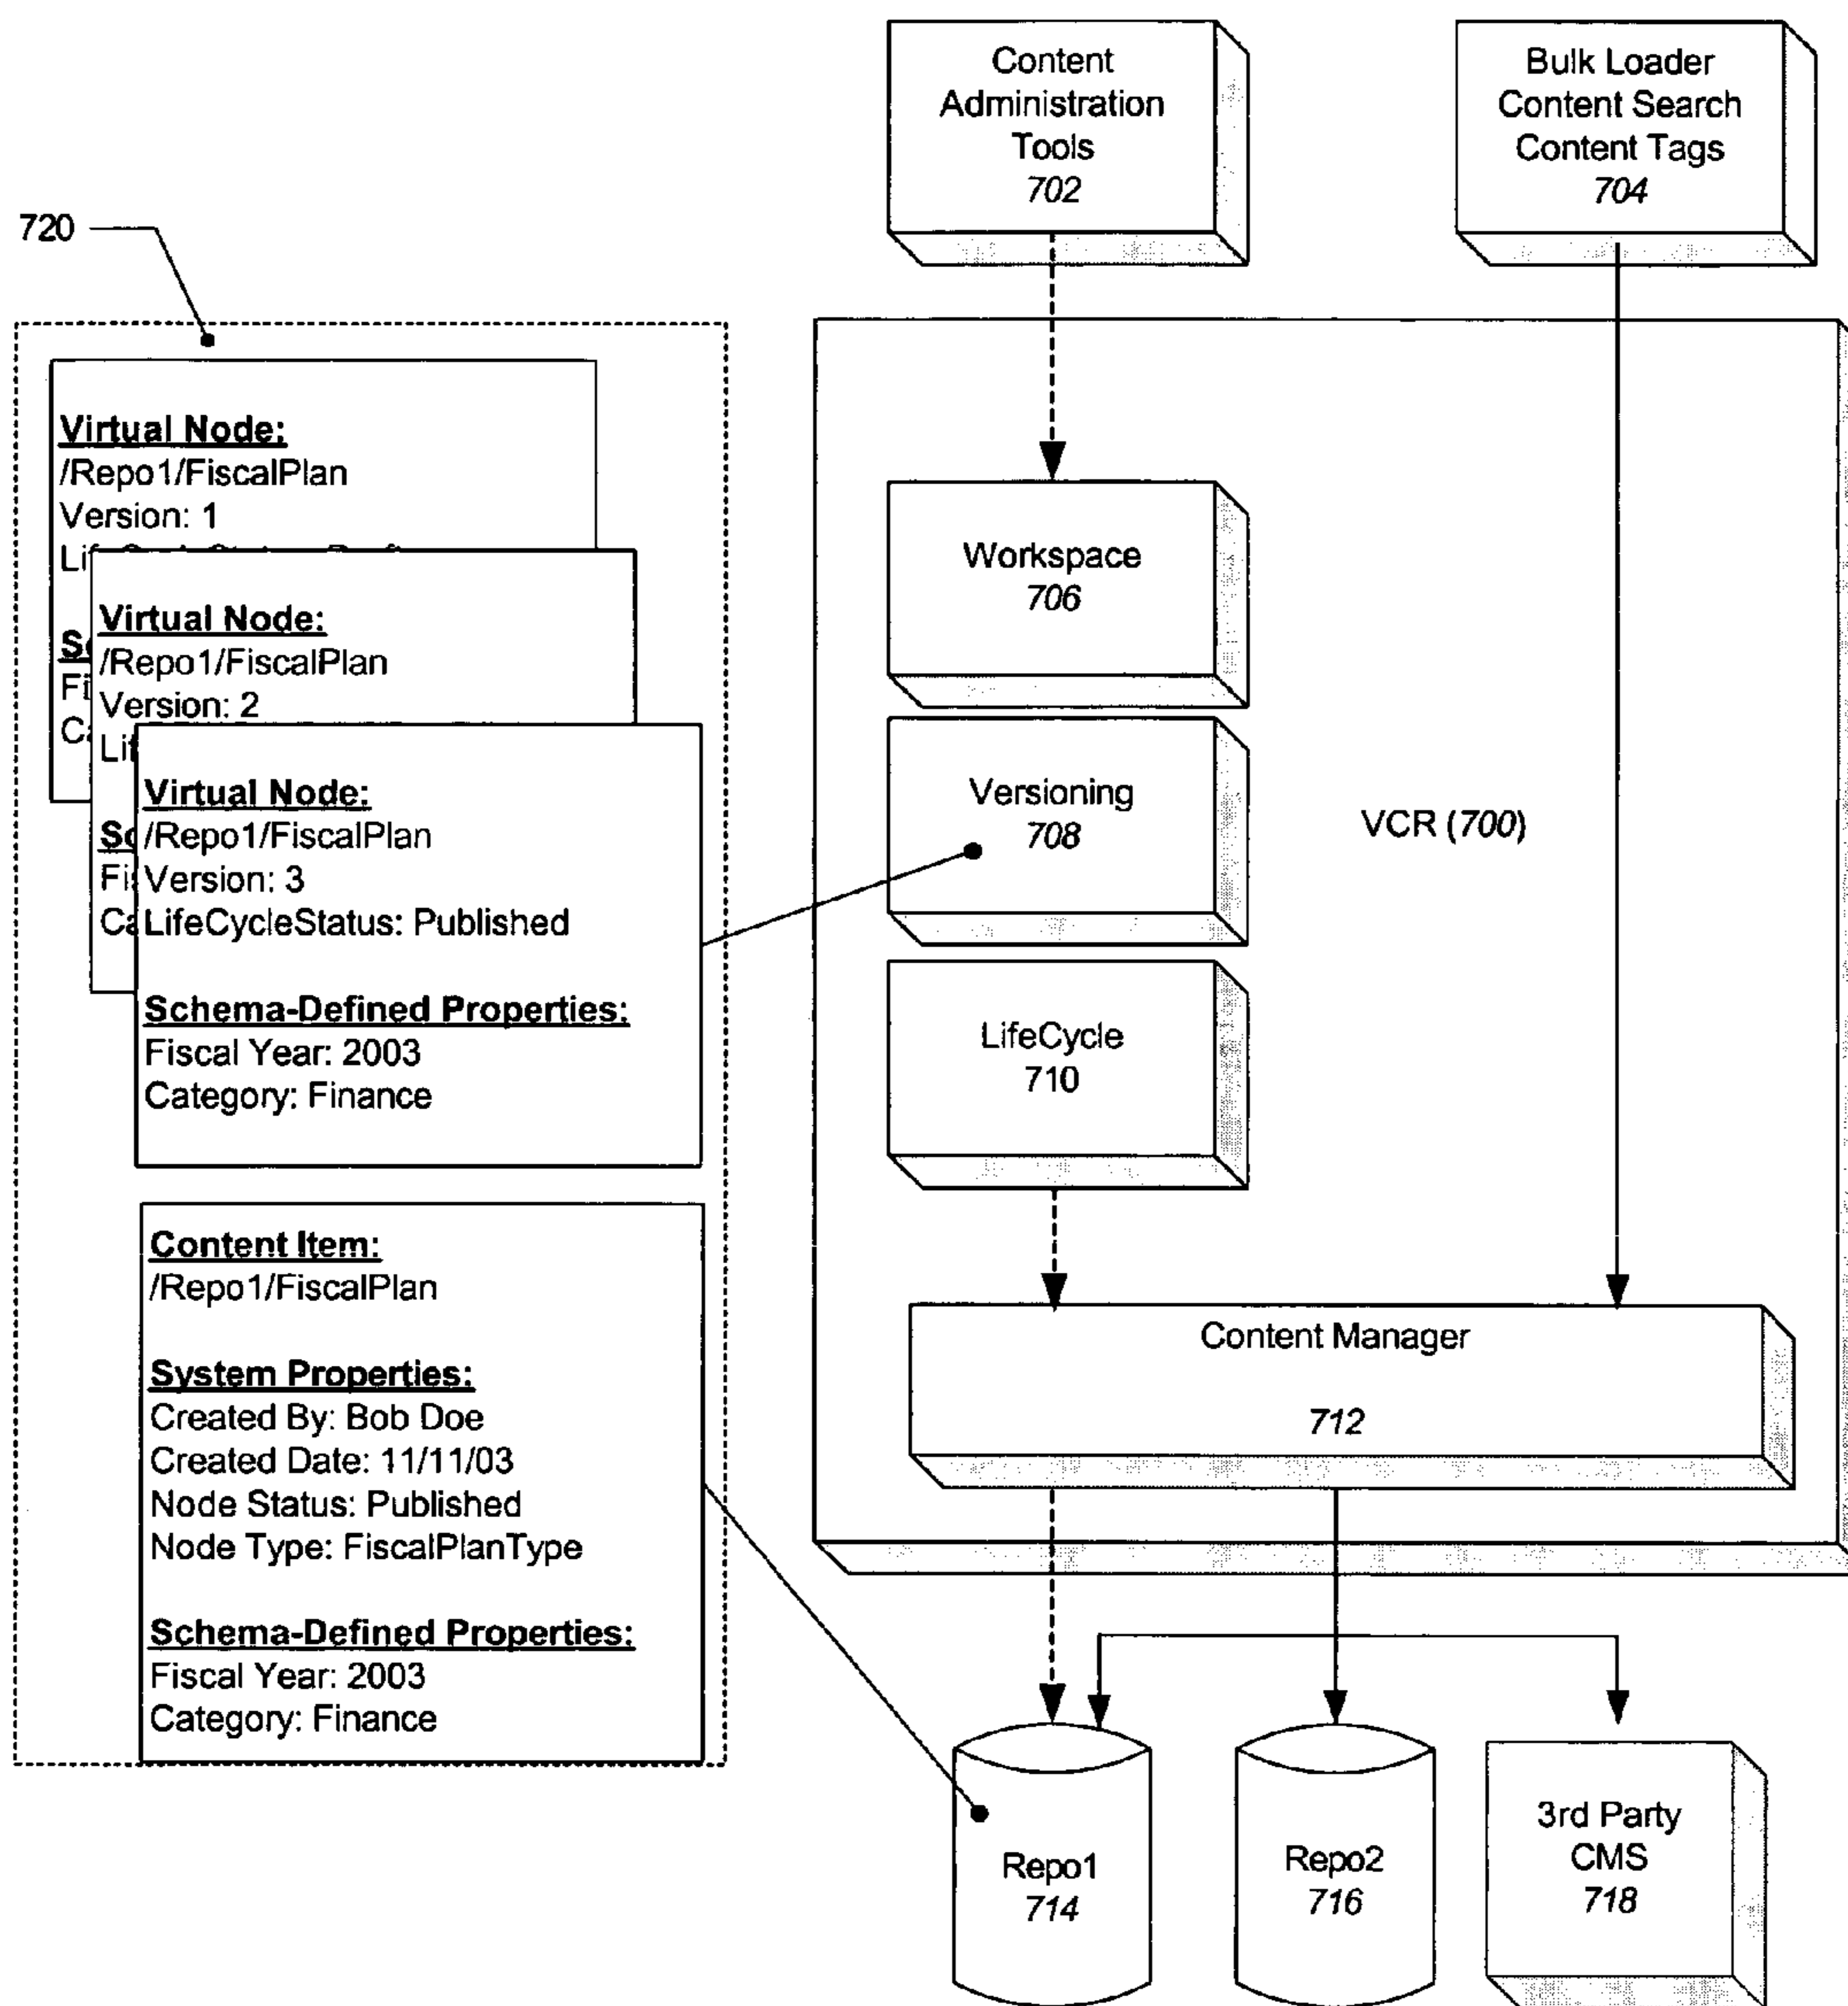 Content
Administration
Tools
702
Bulk Loader
Content Search
Content Tags
704
720
Virtual Node:
/Repo1/FiscalPlan
Version: 1
Virtual Node:
/Repo1/FiscalPlan
Version: 2
Virtual Node:
/Repo1/FiscalPlan
Version: 3
LifeCycleStatus: Published
Schema-Defined Properties:
Fiscal Year: 2003
Category: Finance
Content Item:
/Repo1/FiscalPlan
System Properties:
Created By: Bob Doe
Created Date: 11/11/03
Node Status: Published
Node Type: FiscalPlanType
Schema-Defined Properties:
Fiscal Year: 2003
Category: Finance
Workspace
706
Versioning
708
VCR (700)
LifeCycle
710
Content Manager
712
Repo1
714
Repo2
716
3rd Party
CMS
718